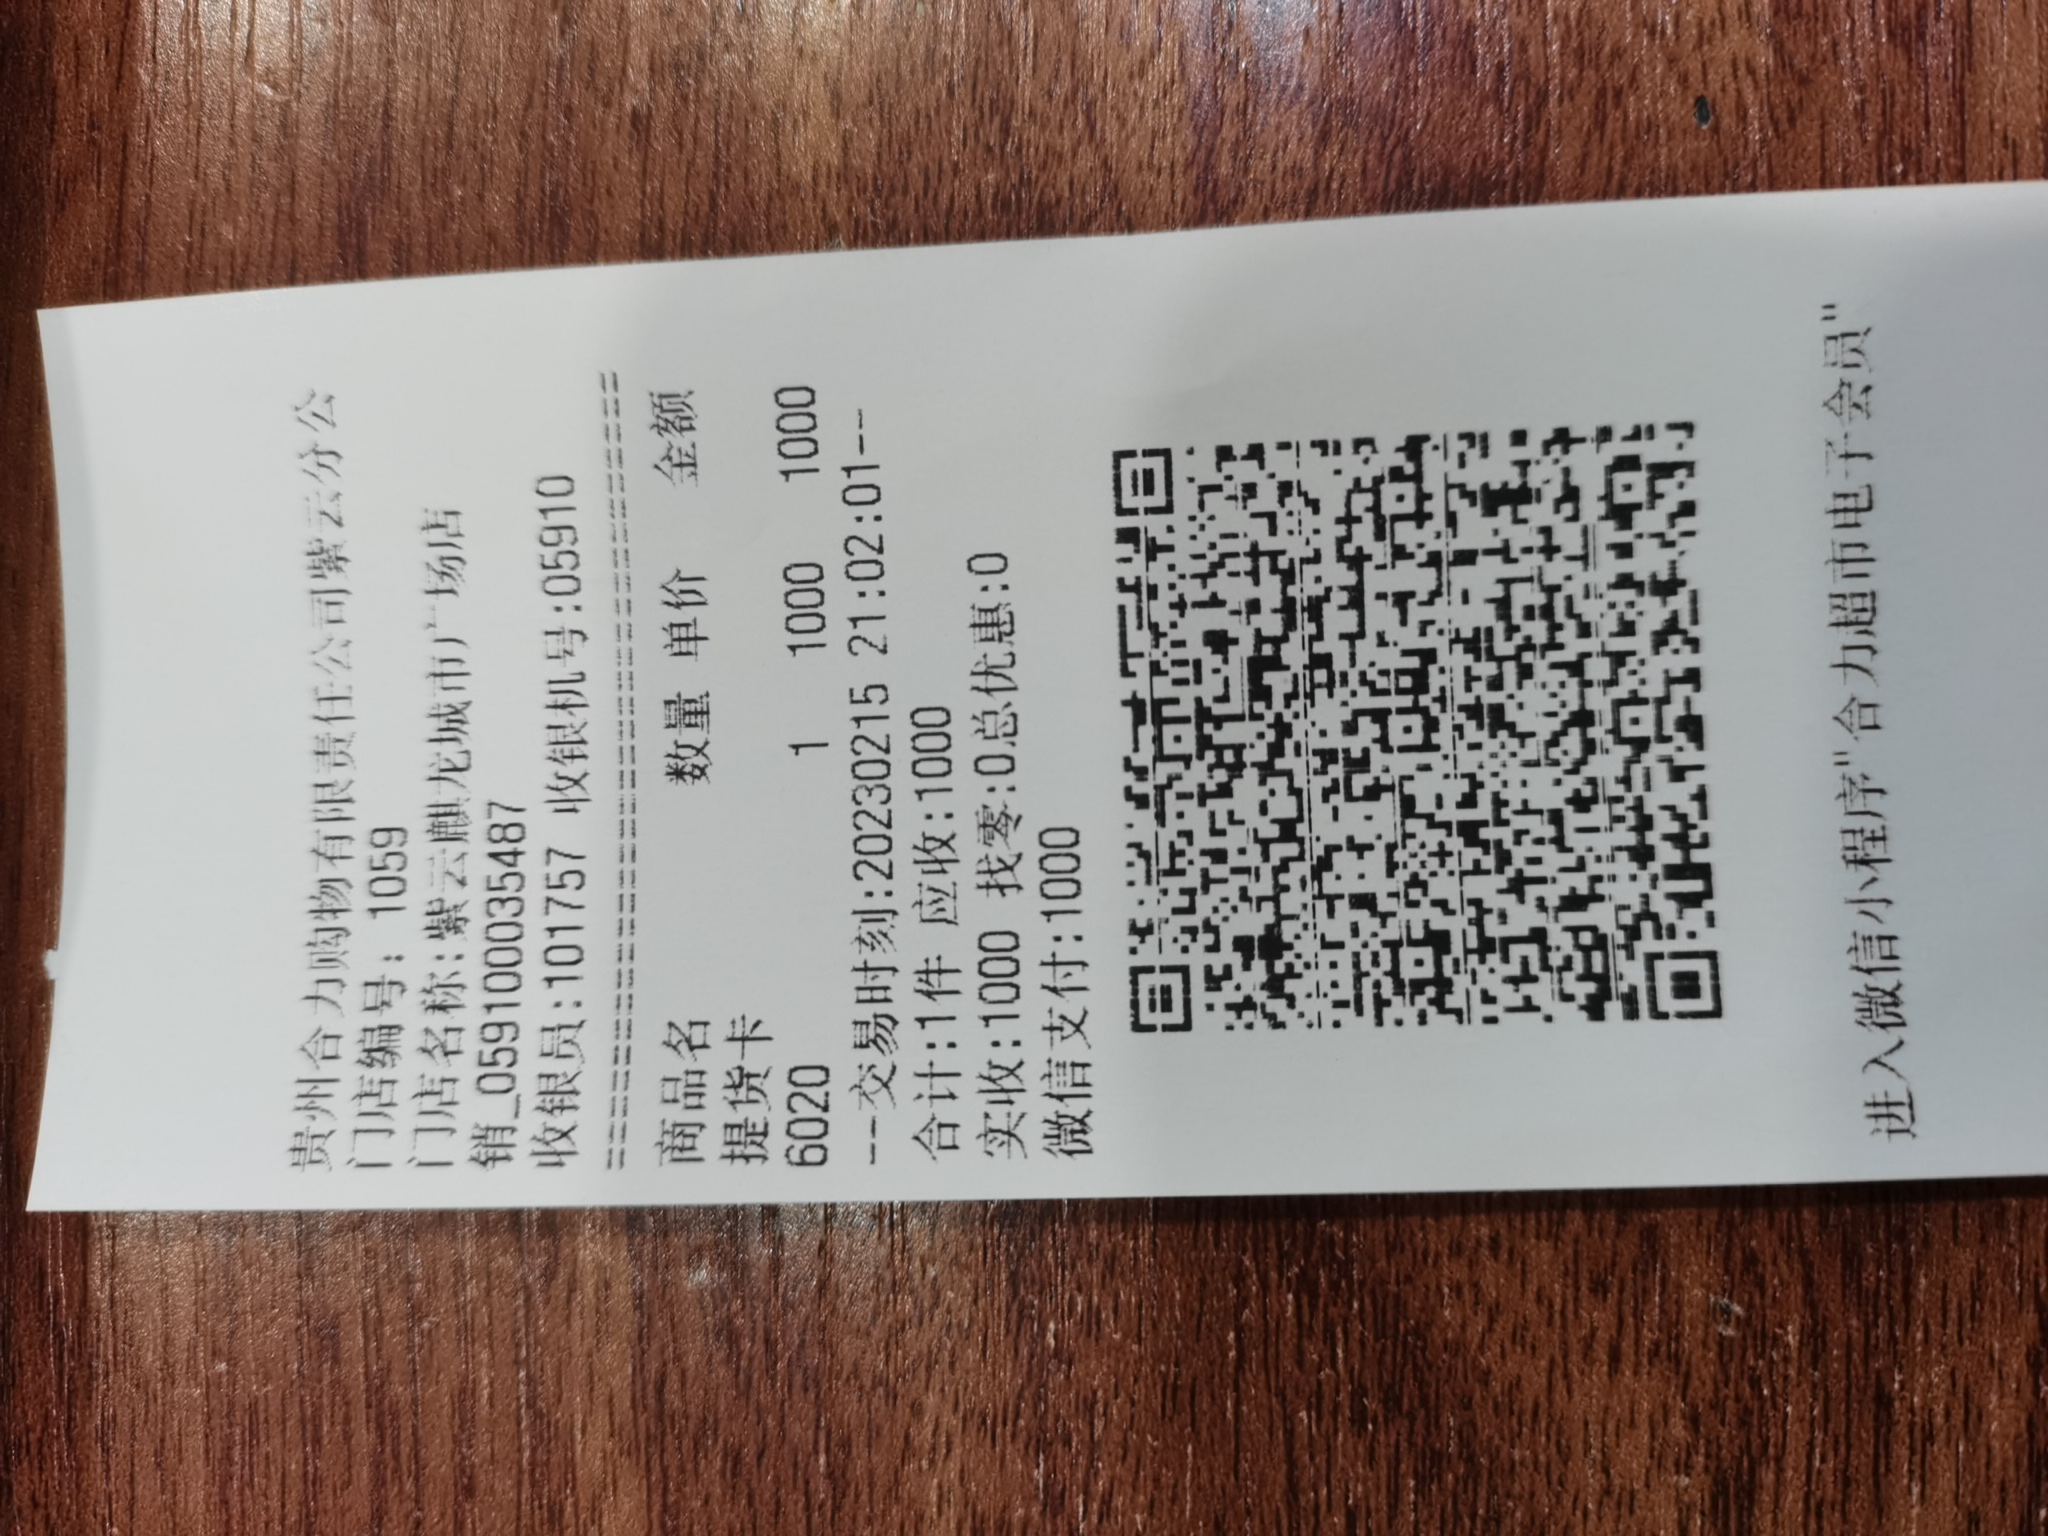 贵州合力购物有限责任公司紫云分公
门店编号: 1059
门店名称:紫云麒龙城市广场店
销_0591000035487
收银员:101757 收银机号:05910
================================
商品名 数量 单价 金额
提货卡
6020 1 1000 1000
--交易时刻:20230215 21:02:01--
合计:1件 应收:1000
实收:1000 找零:0总优惠:0
微信支付:1000
进入微信小程序"合力超市电子会员"